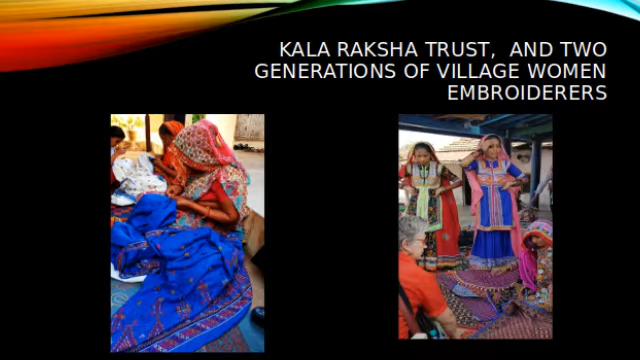 KALA RAKSHA TRUST,  AND TWO
GENERATIONS OF VILLAGE WOMEN
EMBROIDERERS